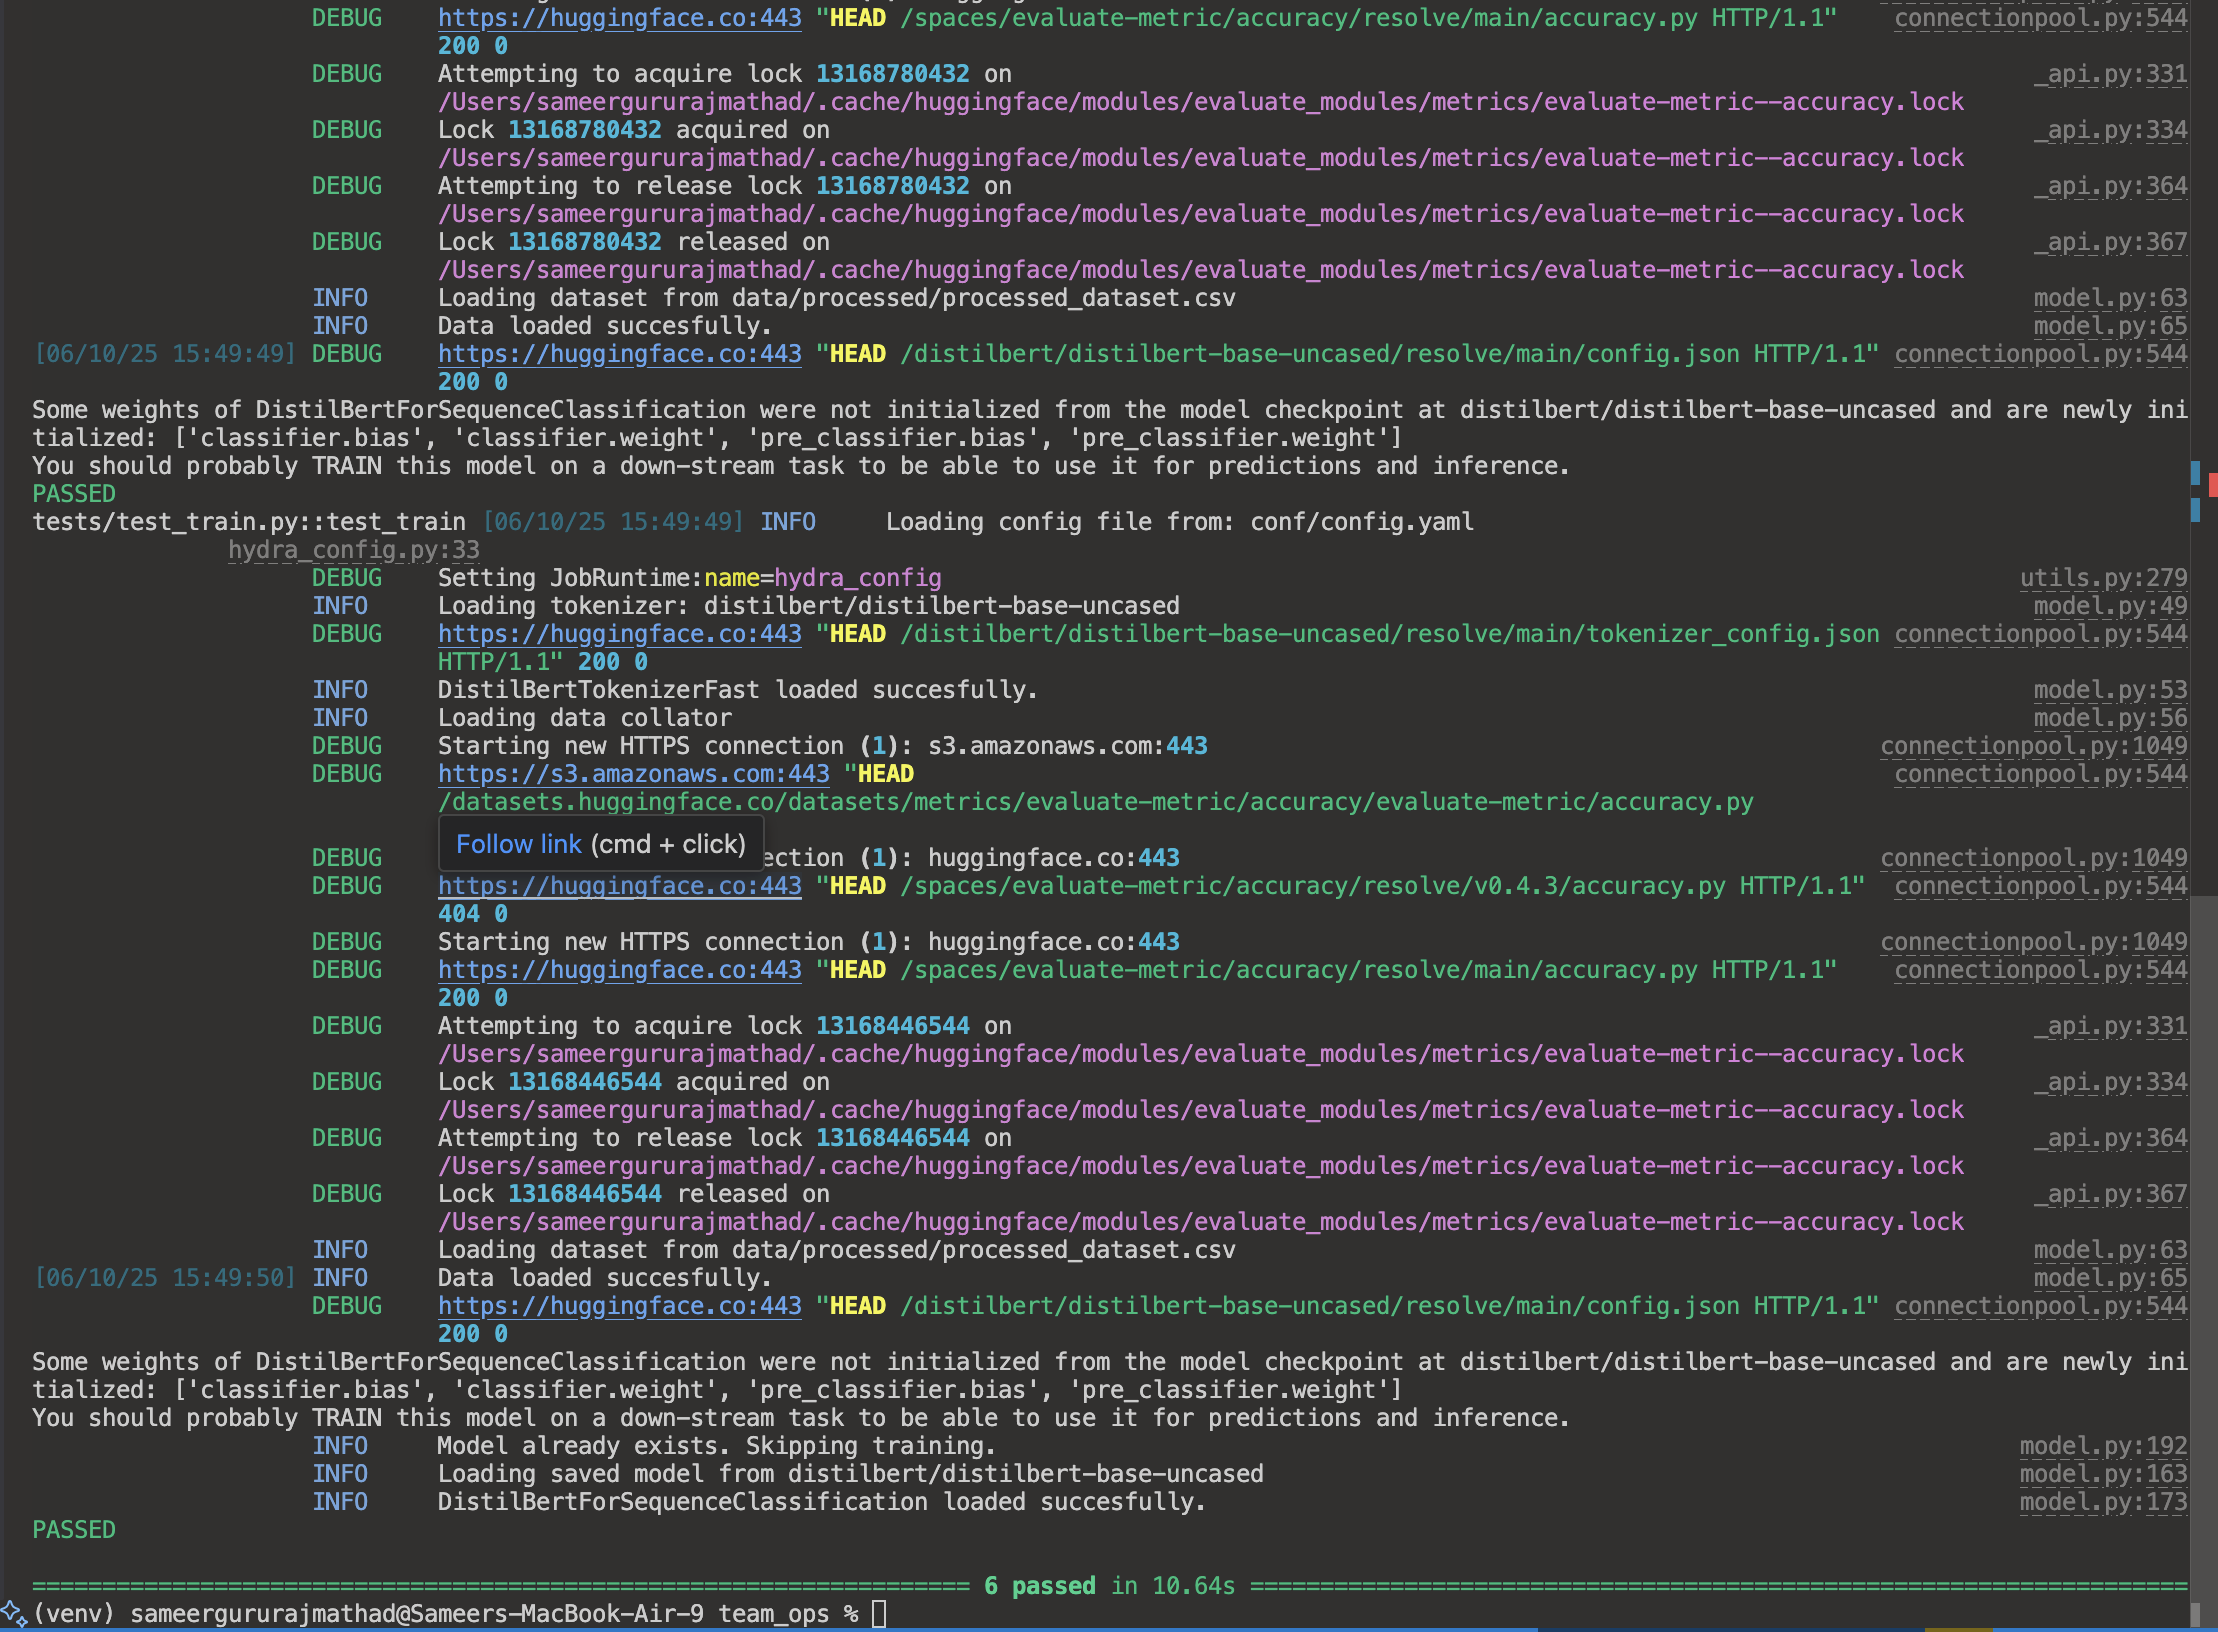 DEBUG https://huggingface.co:443 "HEAD /spaces/evaluate-metric/accuracy/resolve/main/accuracy.py HTTP/1.1" connectionpool.py:544
200 0
DEBUG Attempting to acquire lock 13168780432 on _api.py:331
/Users/sameergururajmathad/.cache/huggingface/modules/evaluate_modules/metrics/evaluate-metric--accuracy.lock
DEBUG Lock 13168780432 acquired on _api.py:334
/Users/sameergururajmathad/.cache/huggingface/modules/evaluate_modules/metrics/evaluate-metric--accuracy.lock
DEBUG Attempting to release lock 13168780432 on _api.py:364
/Users/sameergururajmathad/.cache/huggingface/modules/evaluate_modules/metrics/evaluate-metric--accuracy.lock
DEBUG Lock 13168780432 released on _api.py:367
/Users/sameergururajmathad/.cache/huggingface/modules/evaluate_modules/metrics/evaluate-metric--accuracy.lock
INFO Loading dataset from data/processed/processed_dataset.csv model.py:63
INFO Data loaded succesfully. model.py:65
[06/10/25 15:49:49] DEBUG https://huggingface.co:443 "HEAD /distilbert/distilbert-base-uncased/resolve/main/config.json HTTP/1.1" connectionpool.py:544
200 0
Some weights of DistilBertForSequenceClassification were not initialized from the model checkpoint at distilbert/distilbert-base-uncased and are newly ini
tialized: ['classifier.bias', 'classifier.weight', 'pre_classifier.bias', 'pre_classifier.weight']
You should probably TRAIN this model on a down-stream task to be able to use it for predictions and inference.
PASSED
tests/test_train.py::test_train [06/10/25 15:49:49] INFO Loading config file from: conf/config.yaml
hydra_config.py:33
DEBUG Setting JobRuntime:name=hydra_config utils.py:279
INFO Loading tokenizer: distilbert/distilbert-base-uncased model.py:49
DEBUG https://huggingface.co:443 "HEAD /distilbert/distilbert-base-uncased/resolve/main/tokenizer_config.json connectionpool.py:544
HTTP/1.1" 200 0
INFO DistilBertTokenizerFast loaded succesfully. model.py:53
INFO Loading data collator model.py:56
DEBUG Starting new HTTPS connection (1): s3.amazonaws.com:443 connectionpool.py:1049
DEBUG https://s3.amazonaws.com:443 "HEAD connectionpool.py:544
/datasets.huggingface.co/datasets/metrics/evaluate-metric/accuracy/evaluate-metric/accuracy.py
Follow link (cmd + click)
DEBUG ection (1): huggingface.co:443 connectionpool.py:1049
DEBUG https://huggingface.co:443 "HEAD /spaces/evaluate-metric/accuracy/resolve/v0.4.3/accuracy.py HTTP/1.1" connectionpool.py:544
404 0
DEBUG Starting new HTTPS connection (1): huggingface.co:443 connectionpool.py:1049
DEBUG https://huggingface.co:443 "HEAD /spaces/evaluate-metric/accuracy/resolve/main/accuracy.py HTTP/1.1" connectionpool.py:544
200 0
DEBUG Attempting to acquire lock 13168446544 on _api.py:331
/Users/sameergururajmathad/.cache/huggingface/modules/evaluate_modules/metrics/evaluate-metric--accuracy.lock
DEBUG Lock 13168446544 acquired on _api.py:334
/Users/sameergururajmathad/.cache/huggingface/modules/evaluate_modules/metrics/evaluate-metric--accuracy.lock
DEBUG Attempting to release lock 13168446544 on _api.py:364
/Users/sameergururajmathad/.cache/huggingface/modules/evaluate_modules/metrics/evaluate-metric--accuracy.lock
DEBUG Lock 13168446544 released on _api.py:367
/Users/sameergururajmathad/.cache/huggingface/modules/evaluate_modules/metrics/evaluate-metric--accuracy.lock
INFO Loading dataset from data/processed/processed_dataset.csv model.py:63
[06/10/25 15:49:50] INFO Data loaded succesfully. model.py:65
DEBUG https://huggingface.co:443 "HEAD /distilbert/distilbert-base-uncased/resolve/main/config.json HTTP/1.1" connectionpool.py:544
200 0
Some weights of DistilBertForSequenceClassification were not initialized from the model checkpoint at distilbert/distilbert-base-uncased and are newly ini
tialized: ['classifier.bias', 'classifier.weight', 'pre_classifier.bias', 'pre_classifier.weight']
You should probably TRAIN this model on a down-stream task to be able to use it for predictions and inference.
INFO Model already exists. Skipping training. model.py:192
INFO Loading saved model from distilbert/distilbert-base-uncased model.py:163
INFO DistilBertForSequenceClassification loaded succesfully. model.py:173
PASSED
=================================================================== 6 passed in 10.64s ===================================================================
(venv) sameergururajmathad@Sameers-MacBook-Air-9 team_ops %